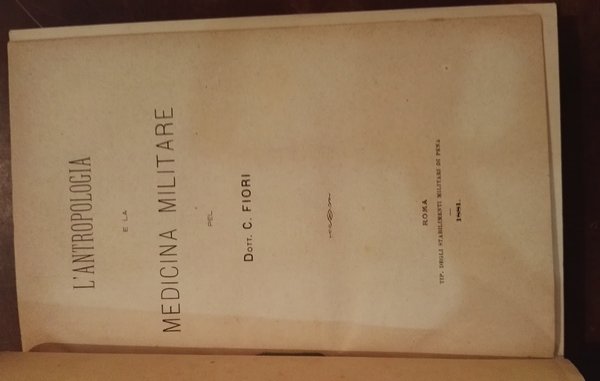 L'ANTROPOLOGIA
E LA
MEDICINA MILITARE
PEL
DOTT. C. FIORI
ROMA
TIP. DEGLI STABILIMENTI MILITARI DI PENA
1881.